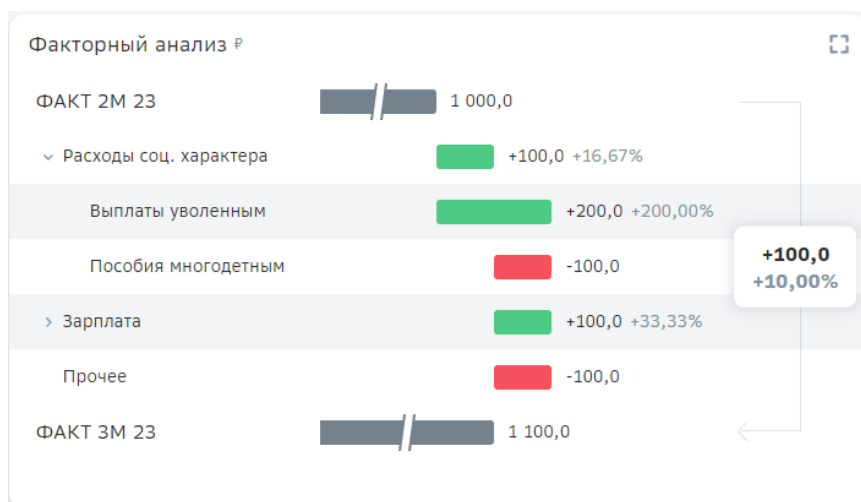 Факторный анализ ₽
ФАКТ 2М 23 1 000,0
Расходы соц. характера +100,0 +16,67%
Выплаты уволенным +200,0 +200,00%
Пособия многодетным -100,0
+100,0
+10,00%
Зарплата +100,0 +33,33%
Прочее -100,0
ФАКТ 3М 23 1 100,0